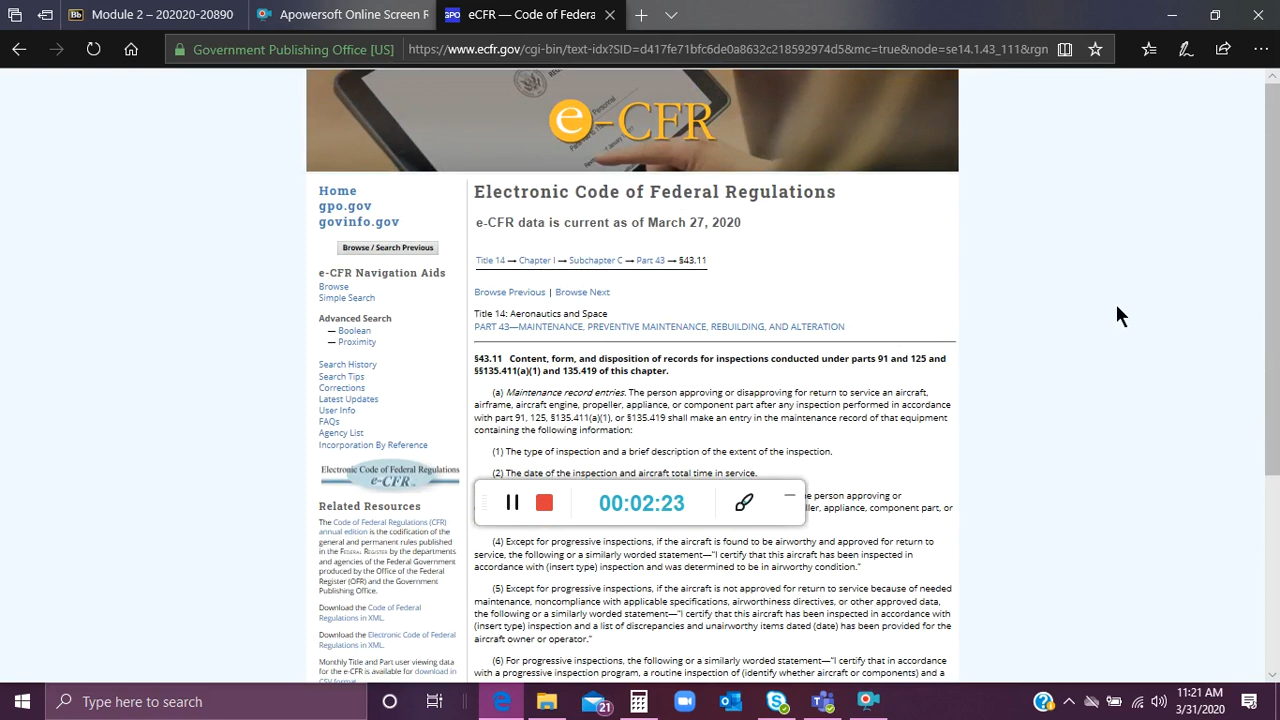 Module 2 - 202020-20890
Apowersoft Online Screen R
eCFR — Code of Federa
Government Publishing Office [US]
https://www.ecfr.gov/cgi-bin/text-idx?SID=d417fe71bfc6de0a8632c218592974d5&mc=true&node=se14.1.43_111&rgn
e-CFR
Home
gpo.gov
govinfo.gov
Browse / Search Previous
e-CFR Navigation Aids
Browse
Simple Search
Advanced Search
— Boolean
— Proximity
Search History
Search Tips
Corrections
Latest Updates
User Info
FAQs
Agency List
Incorporation By Reference
Electronic Code of Federal Regulations
e-CFR
Related Resources
The Code of Federal Regulations (CFR)
annual edition is the codification of the
general and permanent rules published
in the Federal Register by the departments
and agencies of the Federal Government
produced by the Office of the Federal
Register (OFR) and the Government
Publishing Office.
Download the Code of Federal
Regulations in XML.
Download the Electronic Code of Federal
Regulations in XML.
Monthly Title and Part user viewing data
for the e-CFR is available for download in
CSV format
Electronic Code of Federal Regulations
e-CFR data is current as of March 27, 2020
Title 14 → Chapter I → Subchapter C → Part 43 → §43.11
Browse Previous | Browse Next
Title 14: Aeronautics and Space
PART 43—MAINTENANCE, PREVENTIVE MAINTENANCE, REBUILDING, AND ALTERATION
§43.11 Content, form, and disposition of records for inspections conducted under parts 91 and 125 and
§§135.411(a)(1) and 135.419 of this chapter.
(a) Maintenance record entries. The person approving or disapproving for return to service an aircraft,
airframe, aircraft engine, propeller, appliance, or component part after any inspection performed in accordance
with part 91, 125, §135.411(a)(1), or §135.419 shall make an entry in the maintenance record of that equipment
containing the following information:
(1) The type of inspection and a brief description of the extent of the inspection.
(2) The date of the inspection and aircraft total time in service.
he person approving or
ller, appliance, component part, or
00:02:23
(4) Except for progressive inspections, if the aircraft is found to be airworthy and approved for return to
service, the following or a similarly worded statement—"I certify that this aircraft has been inspected in
accordance with (insert type) inspection and was determined to be in airworthy condition."
(5) Except for progressive inspections, if the aircraft is not approved for return to service because of needed
maintenance, noncompliance with applicable specifications, airworthiness directives, or other approved data,
the following or a similarly worded statement—"I certify that this aircraft has been inspected in accordance with
(insert type) inspection and a list of discrepancies and unairworthy items dated (date) has been provided for the
aircraft owner or operator."
(6) For progressive inspections, the following or a similarly worded statement—"I certify that in accordance
with a progressive inspection program, a routine inspection of (identify whether aircraft or components) and a
Type here to search
21
11:21 AM
3/31/2020